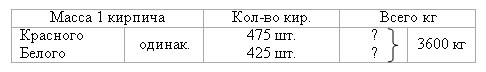 Масса 1 кирпича Кол-во кир. Всего кг
Красного одинак. 475 шт. ? 3600 кг
Белого 425 шт. ?